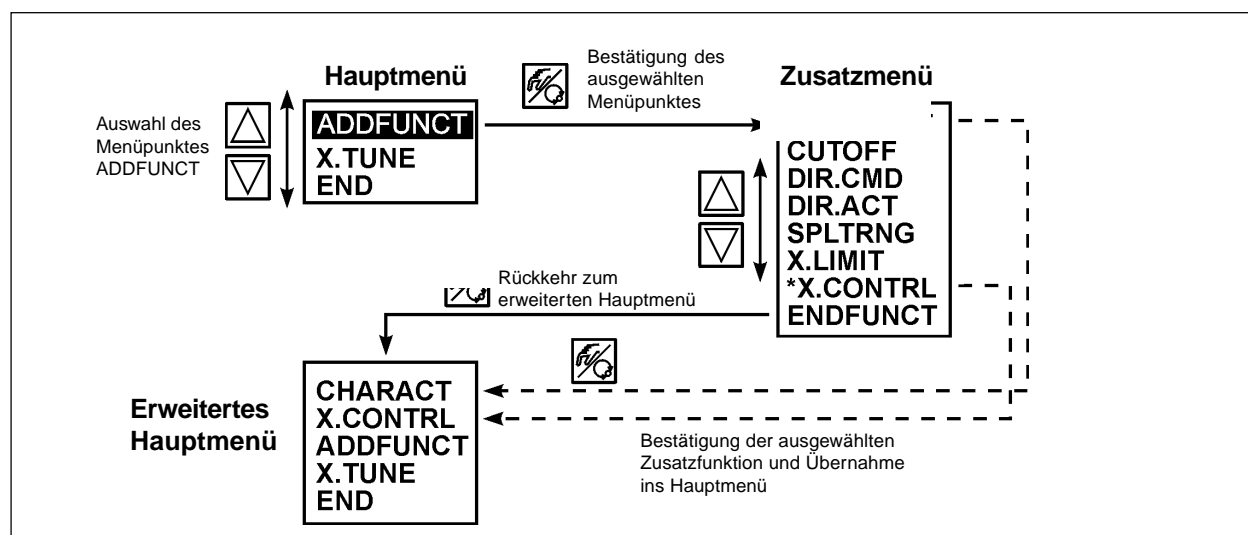 Hauptmenü
Bestätigung des
ausgewählten
Menüpunktes
Zusatzmenü
Auswahl des
Menüpunktes
ADDFUNCT
ADDFUNCT
X.TUNE
END
CUTOFF
DIR.CMD
DIR.ACT
SPLTRNG
X.LIMIT
*X.CONTRL
ENDFUNCT
Rückkehr zum
erweiterten Hauptmenü
Erweitertes
Hauptmenü
CHARACT
X.CONTRL
ADDFUNCT
X.TUNE
END
Bestätigung der ausgewählten
Zusatzfunktion und Übernahme
ins Hauptmenü